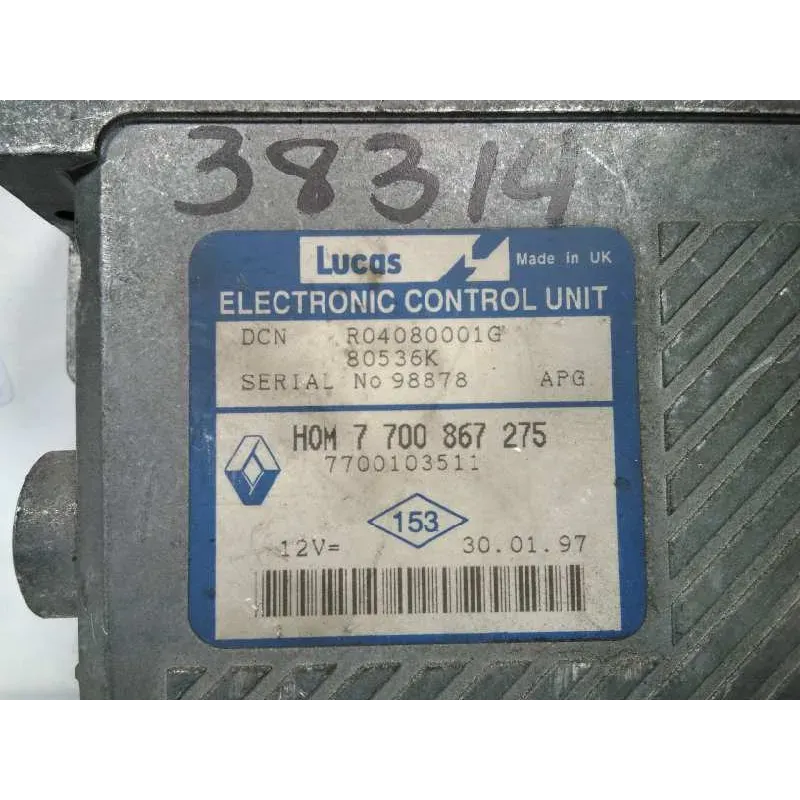 38314
Lucas Made in UK
ELECTRONIC CONTROL UNIT
DCN R04080001G
80536K
SERIAL No 98878 APG
HOM 7 700 867 275
7700103511
153
12V= 30.01.97